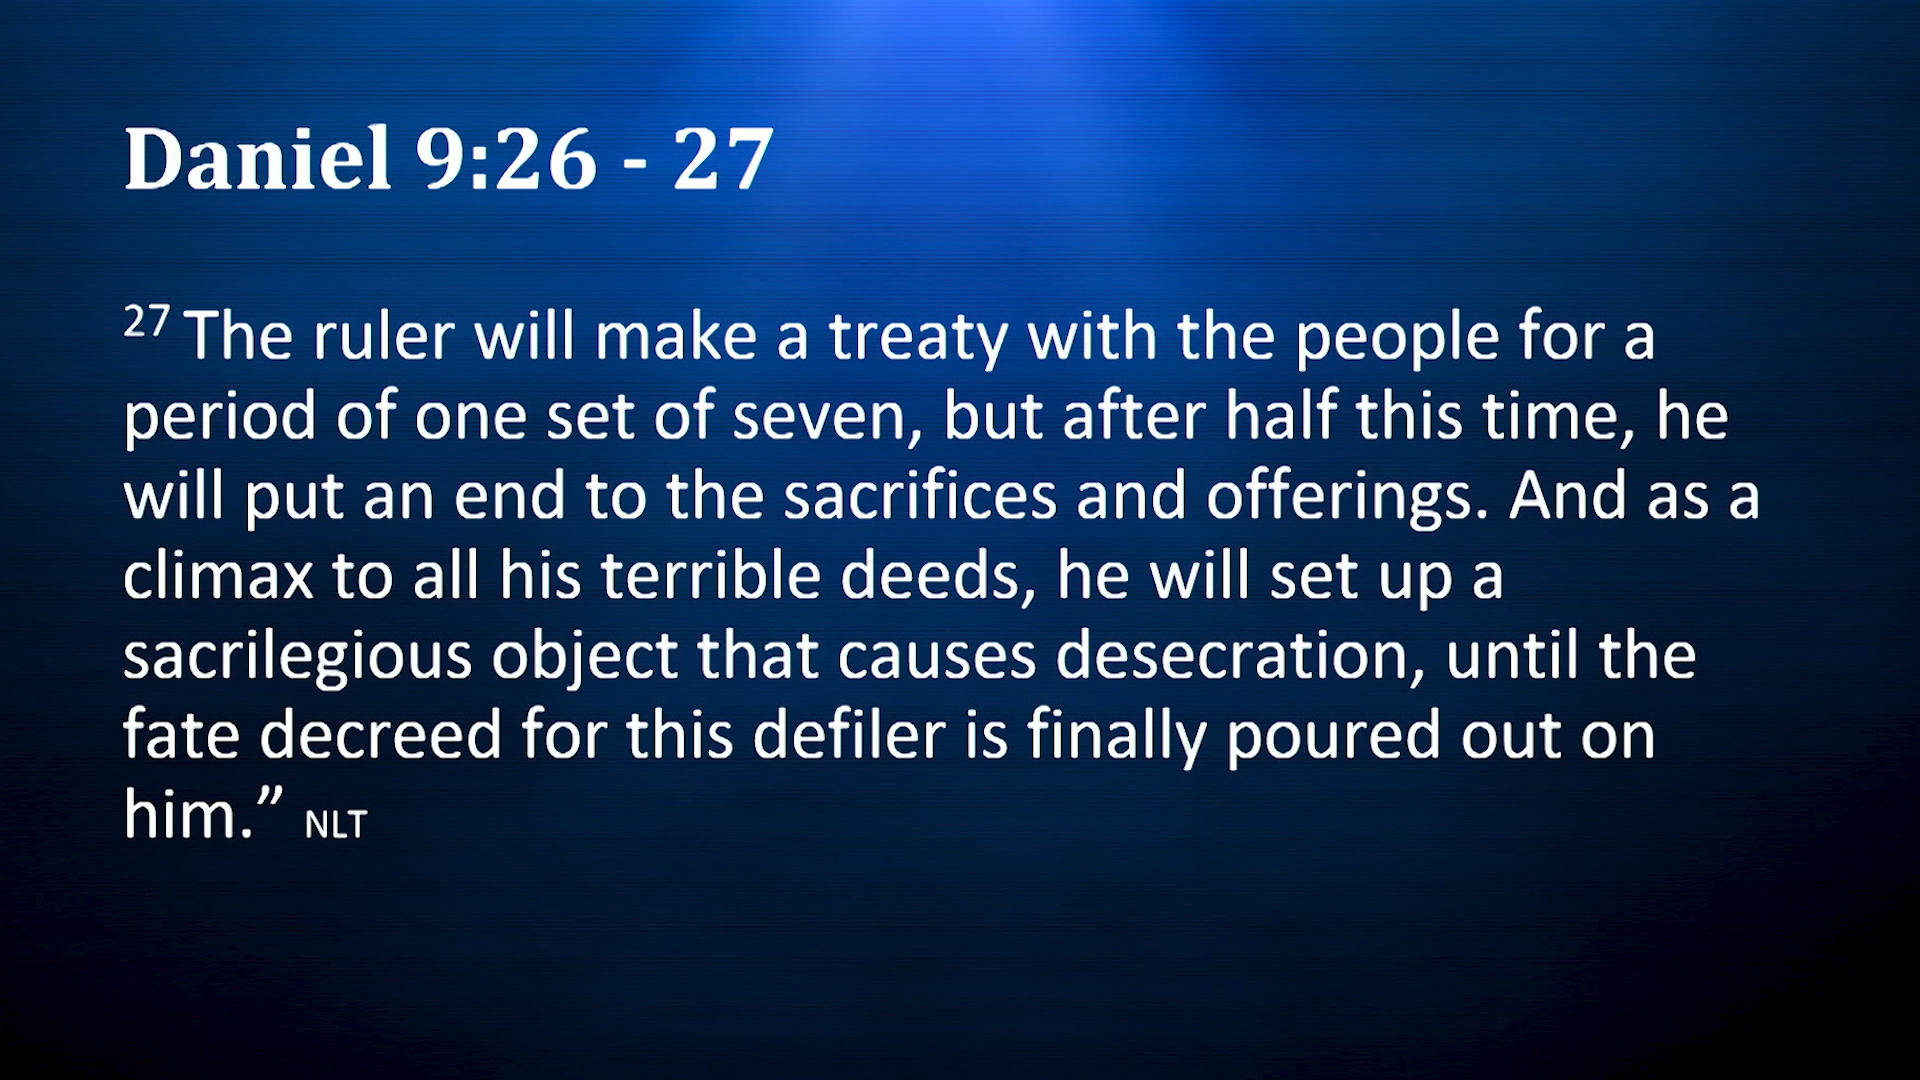 Daniel 9:26 - 27
27 The ruler will make a treaty with the people for a
period of one set of seven, but after half this time, he
will put an end to the sacrifices and offerings. And as a
climax to all his terrible deeds, he will set up a
sacrilegious object that causes desecration, until the
fate decreed for this defiler is finally poured out on
him.” NLT